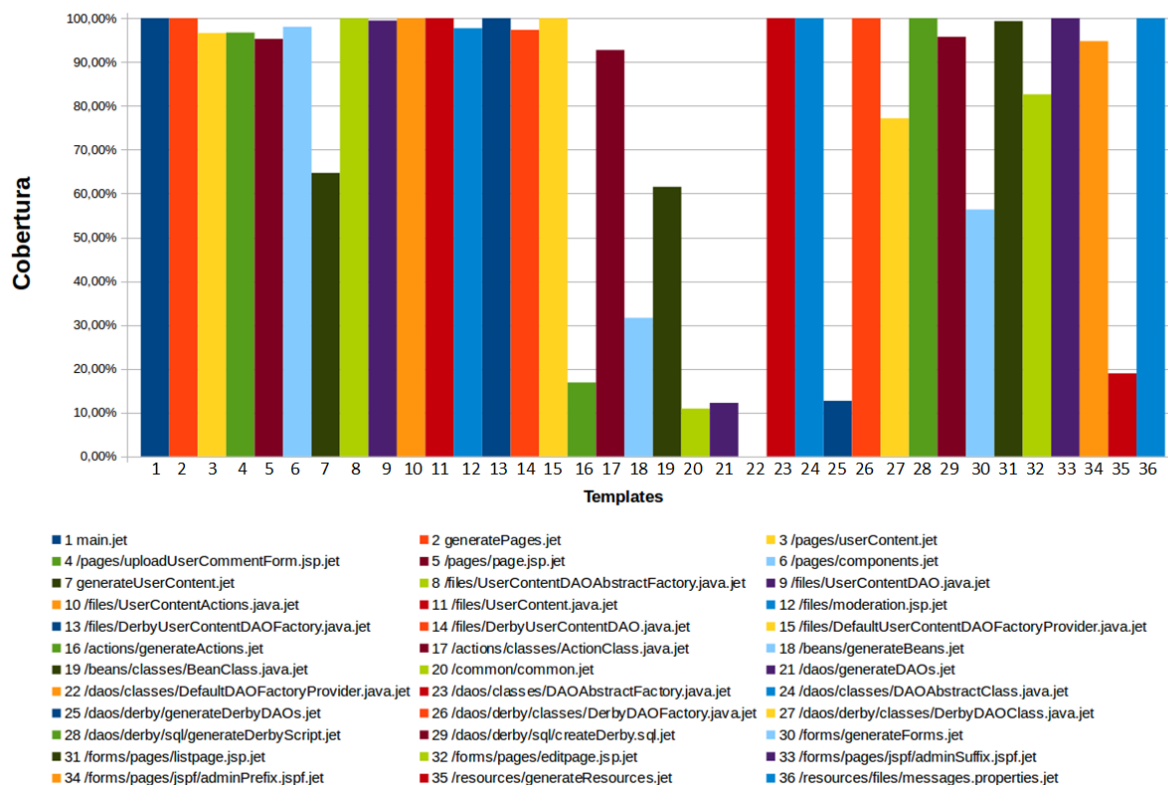 100,00%
90,00%
80,00%
70,00%
60,00%
50,00%
40,00%
30,00%
20,00%
10,00%
0,00%
Cobertura
1 2 3 4 5 6 7 8 9 10 11 12 13 14 15 16 17 18 19 20 21 22 23 24 25 26 27 28 29 30 31 32 33 34 35 36
Templates
1 main.jet 2 generatePages.jet 3 /pages/userContent.jet
4 /pages/uploadUserCommentForm.jsp.jet 5 /pages/page.jsp.jet 6 /pages/components.jet
7 generateUserContent.jet 8 /files/UserContentDAOAbstractFactory.java.jet 9 /files/UserContentDAO.java.jet
10 /files/UserContentActions.java.jet 11 /files/UserContent.java.jet 12 /files/moderation.jsp.jet
13 /files/DerbyUserContentDAOFactory.java.jet 14 /files/DerbyUserContentDAO.java.jet 15 /files/DefaultUserContentDAOFactoryProvider.java.jet
16 /actions/generateActions.jet 17 /actions/classes/ActionClass.java.jet 18 /beans/generateBeans.jet
19 /beans/classes/BeanClass.java.jet 20 /common/common.jet 21 /daos/generateDAOs.jet
22 /daos/classes/DefaultDAOFactoryProvider.java.jet 23 /daos/classes/DAOAbstractFactory.java.jet 24 /daos/classes/DAOAbstractClass.java.jet
25 /daos/derby/generateDerbyDAOs.jet 26 /daos/derby/classes/DerbyDAOFactory.java.jet 27 /daos/derby/classes/DerbyDAOClass.java.jet
28 /daos/derby/sql/generateDerbyScript.jet 29 /daos/derby/sql/createDerby.sql.jet 30 /forms/generateForms.jet
31 /forms/pages/listpage.jsp.jet 32 /forms/pages/editpage.jsp.jet 33 /forms/pages/jspf/adminSuffix.jspf.jet
34 /forms/pages/jspf/adminPrefix.jspf.jet 35 /resources/generateResources.jet 36 /resources/files/messages.properties.jet